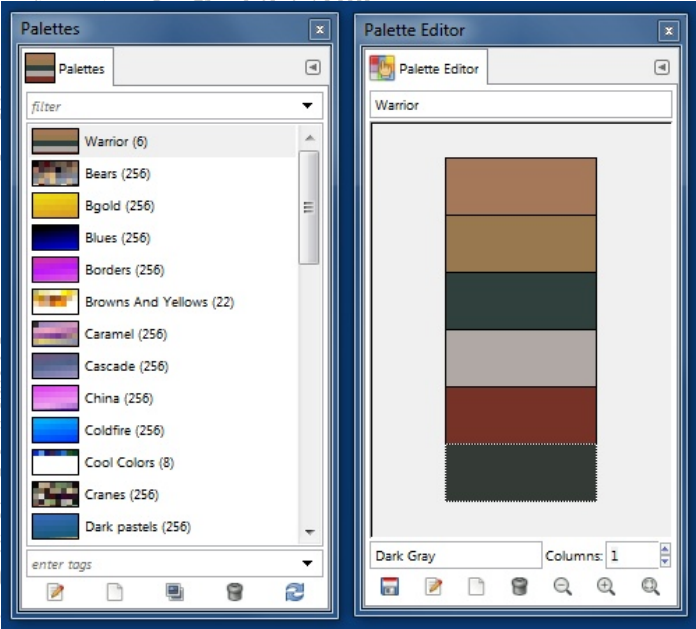 Palettes
Palettes
filter
Warrior (6)
Bears (256)
Bgold (256)
Blues (256)
Borders (256)
Browns And Yellows (22)
Caramel (256)
Cascade (256)
China (256)
Coldfire (256)
Cool Colors (8)
Cranes (256)
Dark pastels (256)
enter tags
Palette Editor
Palette Editor
Warrior
Dark Gray
Columns: 1